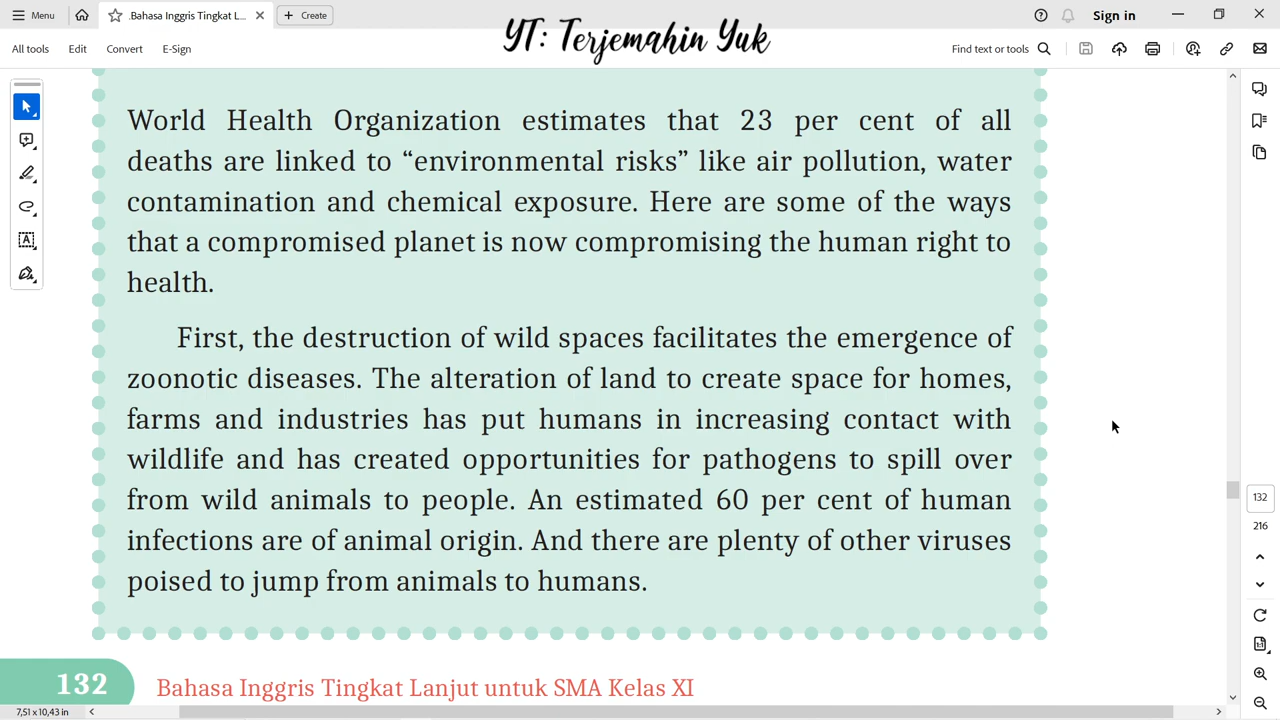 Menu
.Bahasa Inggris Tingkat L...
Create
YT: Terjemahin Yuk
Sign in
All tools
Edit
Convert
E-Sign
Find text or tools
World Health Organization estimates that 23 per cent of all
deaths are linked to “environmental risks” like air pollution, water
contamination and chemical exposure. Here are some of the ways
that a compromised planet is now compromising the human right to
health.
First, the destruction of wild spaces facilitates the emergence of
zoonotic diseases. The alteration of land to create space for homes,
farms and industries has put humans in increasing contact with
wildlife and has created opportunities for pathogens to spill over
from wild animals to people. An estimated 60 per cent of human
infections are of animal origin. And there are plenty of other viruses
poised to jump from animals to humans.
132
216
132
Bahasa Inggris Tingkat Lanjut untuk SMA Kelas XI
7,51 x 10,43 in